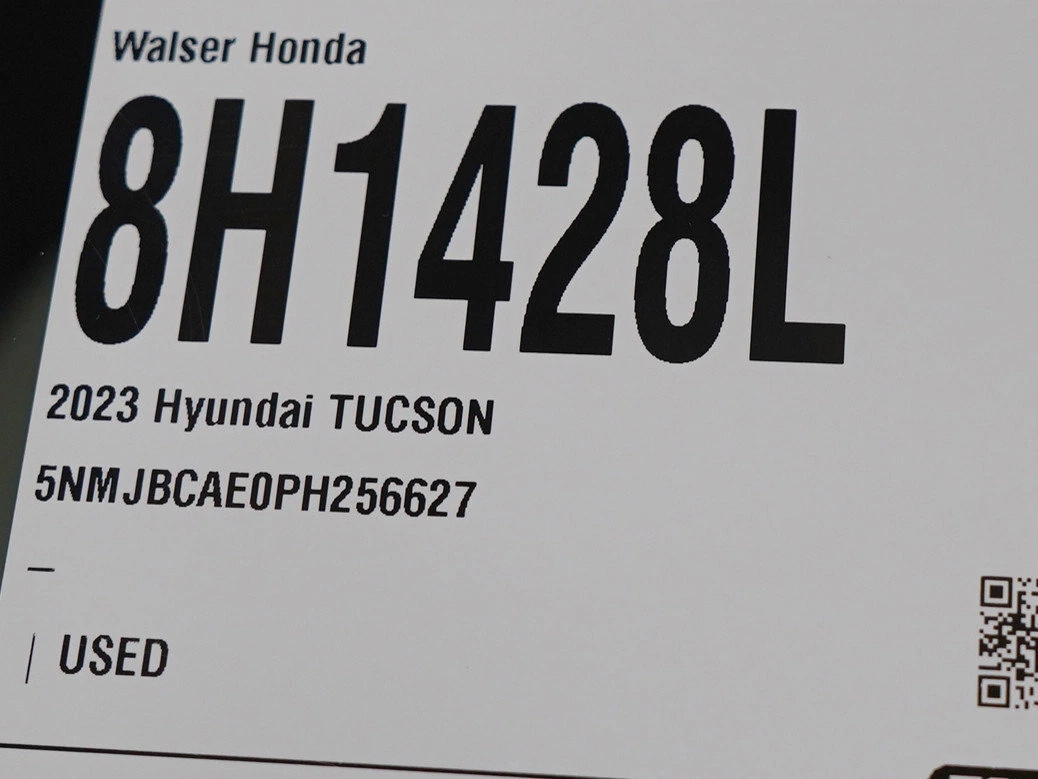 Walser Honda
8H1428L
2023 Hyundai TUCSON
5NMJBCAE0PH256627
–
| USED